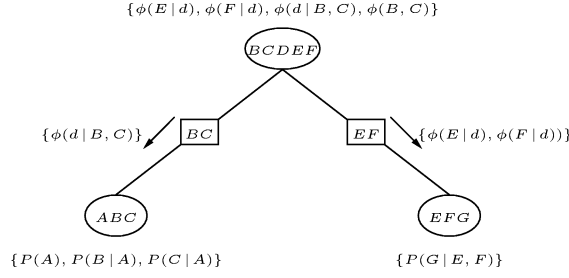 {ϕ(E | d), ϕ(F | d), ϕ(d | B, C), ϕ(B, C)}
BCDEF
{ϕ(d | B, C)}
BC
EF
{ϕ(E | d), ϕ(F | d))}
ABC
EFG
{P(A), P(B | A), P(C | A)}
{P(G | E, F)}